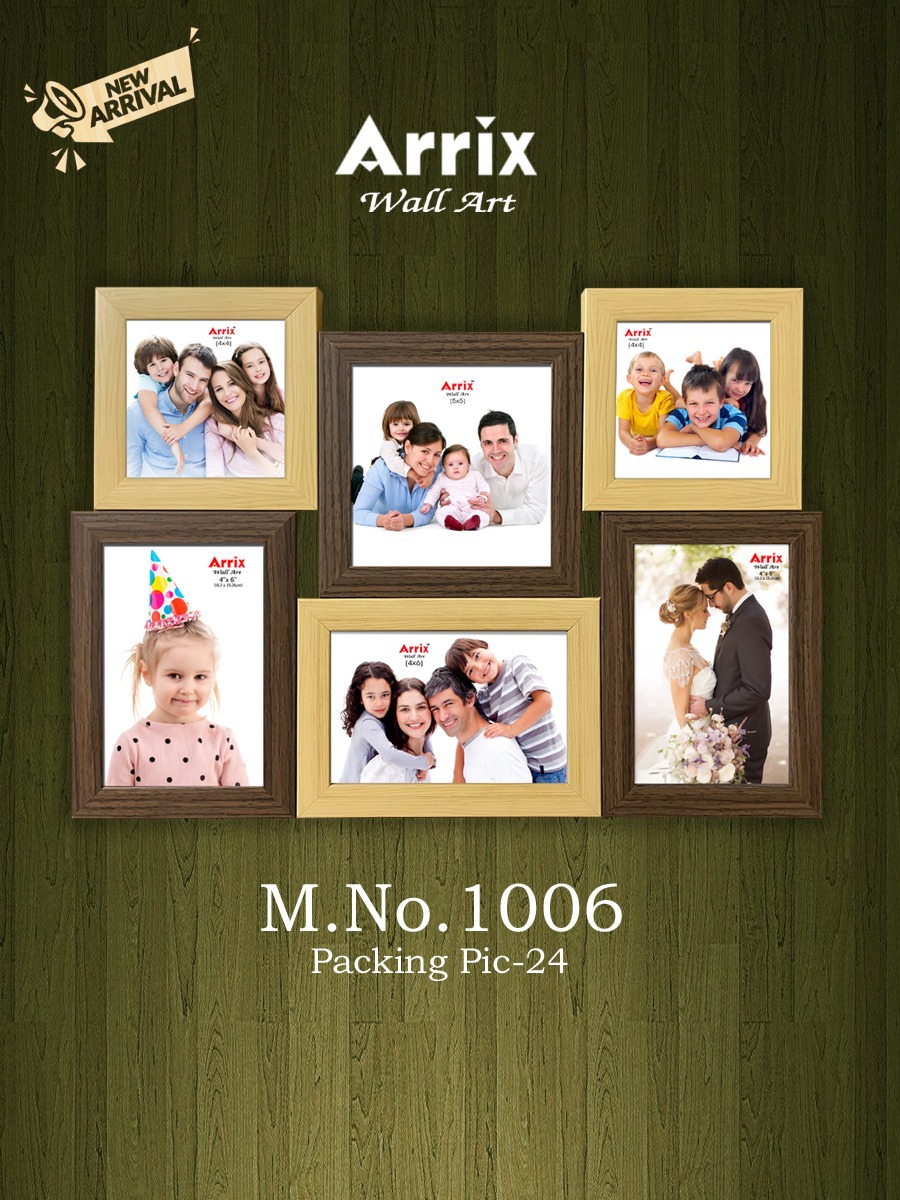 NEW
ARRIVAL
Arrix
Wall Art
Arrix
Wall Art
(4x4)
Arrix
Wall Art
(5x5)
Arrix
Wall Art
(4x4)
Arrix
Wall Art
4"x 6"
Arrix
Wall Art
(4x6)
Arrix
Wall Art
4"x 6"
M.No.1006
Packing Pic-24